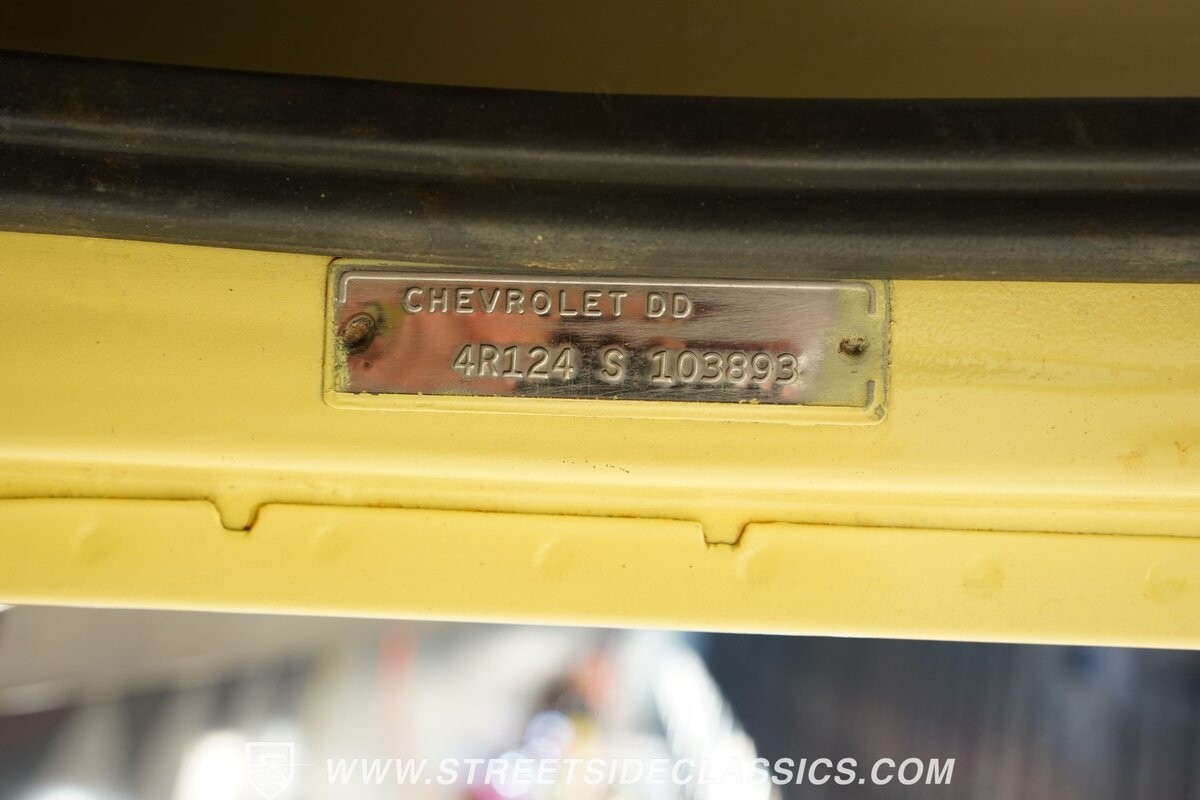 CHEVROLET DD
4R124 S 103893
WWW.STREETSIDECLASSICS.COM